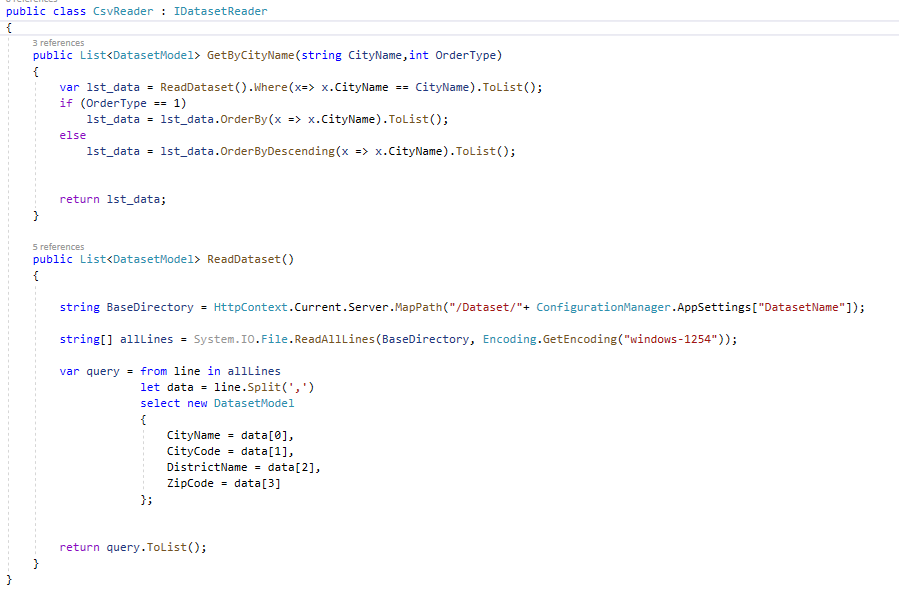 public class CsvReader : IDatasetReader
{
3 references
public List<DatasetModel> GetByCityName(string CityName,int OrderType)
{
var lst_data = ReadDataset().Where(x=> x.CityName == CityName).ToList();
if (OrderType == 1)
lst_data = lst_data.OrderBy(x => x.CityName).ToList();
else
lst_data = lst_data.OrderByDescending(x => x.CityName).ToList();
return lst_data;
}
5 references
public List<DatasetModel> ReadDataset()
{
string BaseDirectory = HttpContext.Current.Server.MapPath("/Dataset/"+ ConfigurationManager.AppSettings["DatasetName"]);
string[] allLines = System.IO.File.ReadAllLines(BaseDirectory, Encoding.GetEncoding("windows-1254"));
var query = from line in allLines
let data = line.Split(',')
select new DatasetModel
{
CityName = data[0],
CityCode = data[1],
DistrictName = data[2],
ZipCode = data[3]
};
return query.ToList();
}
}